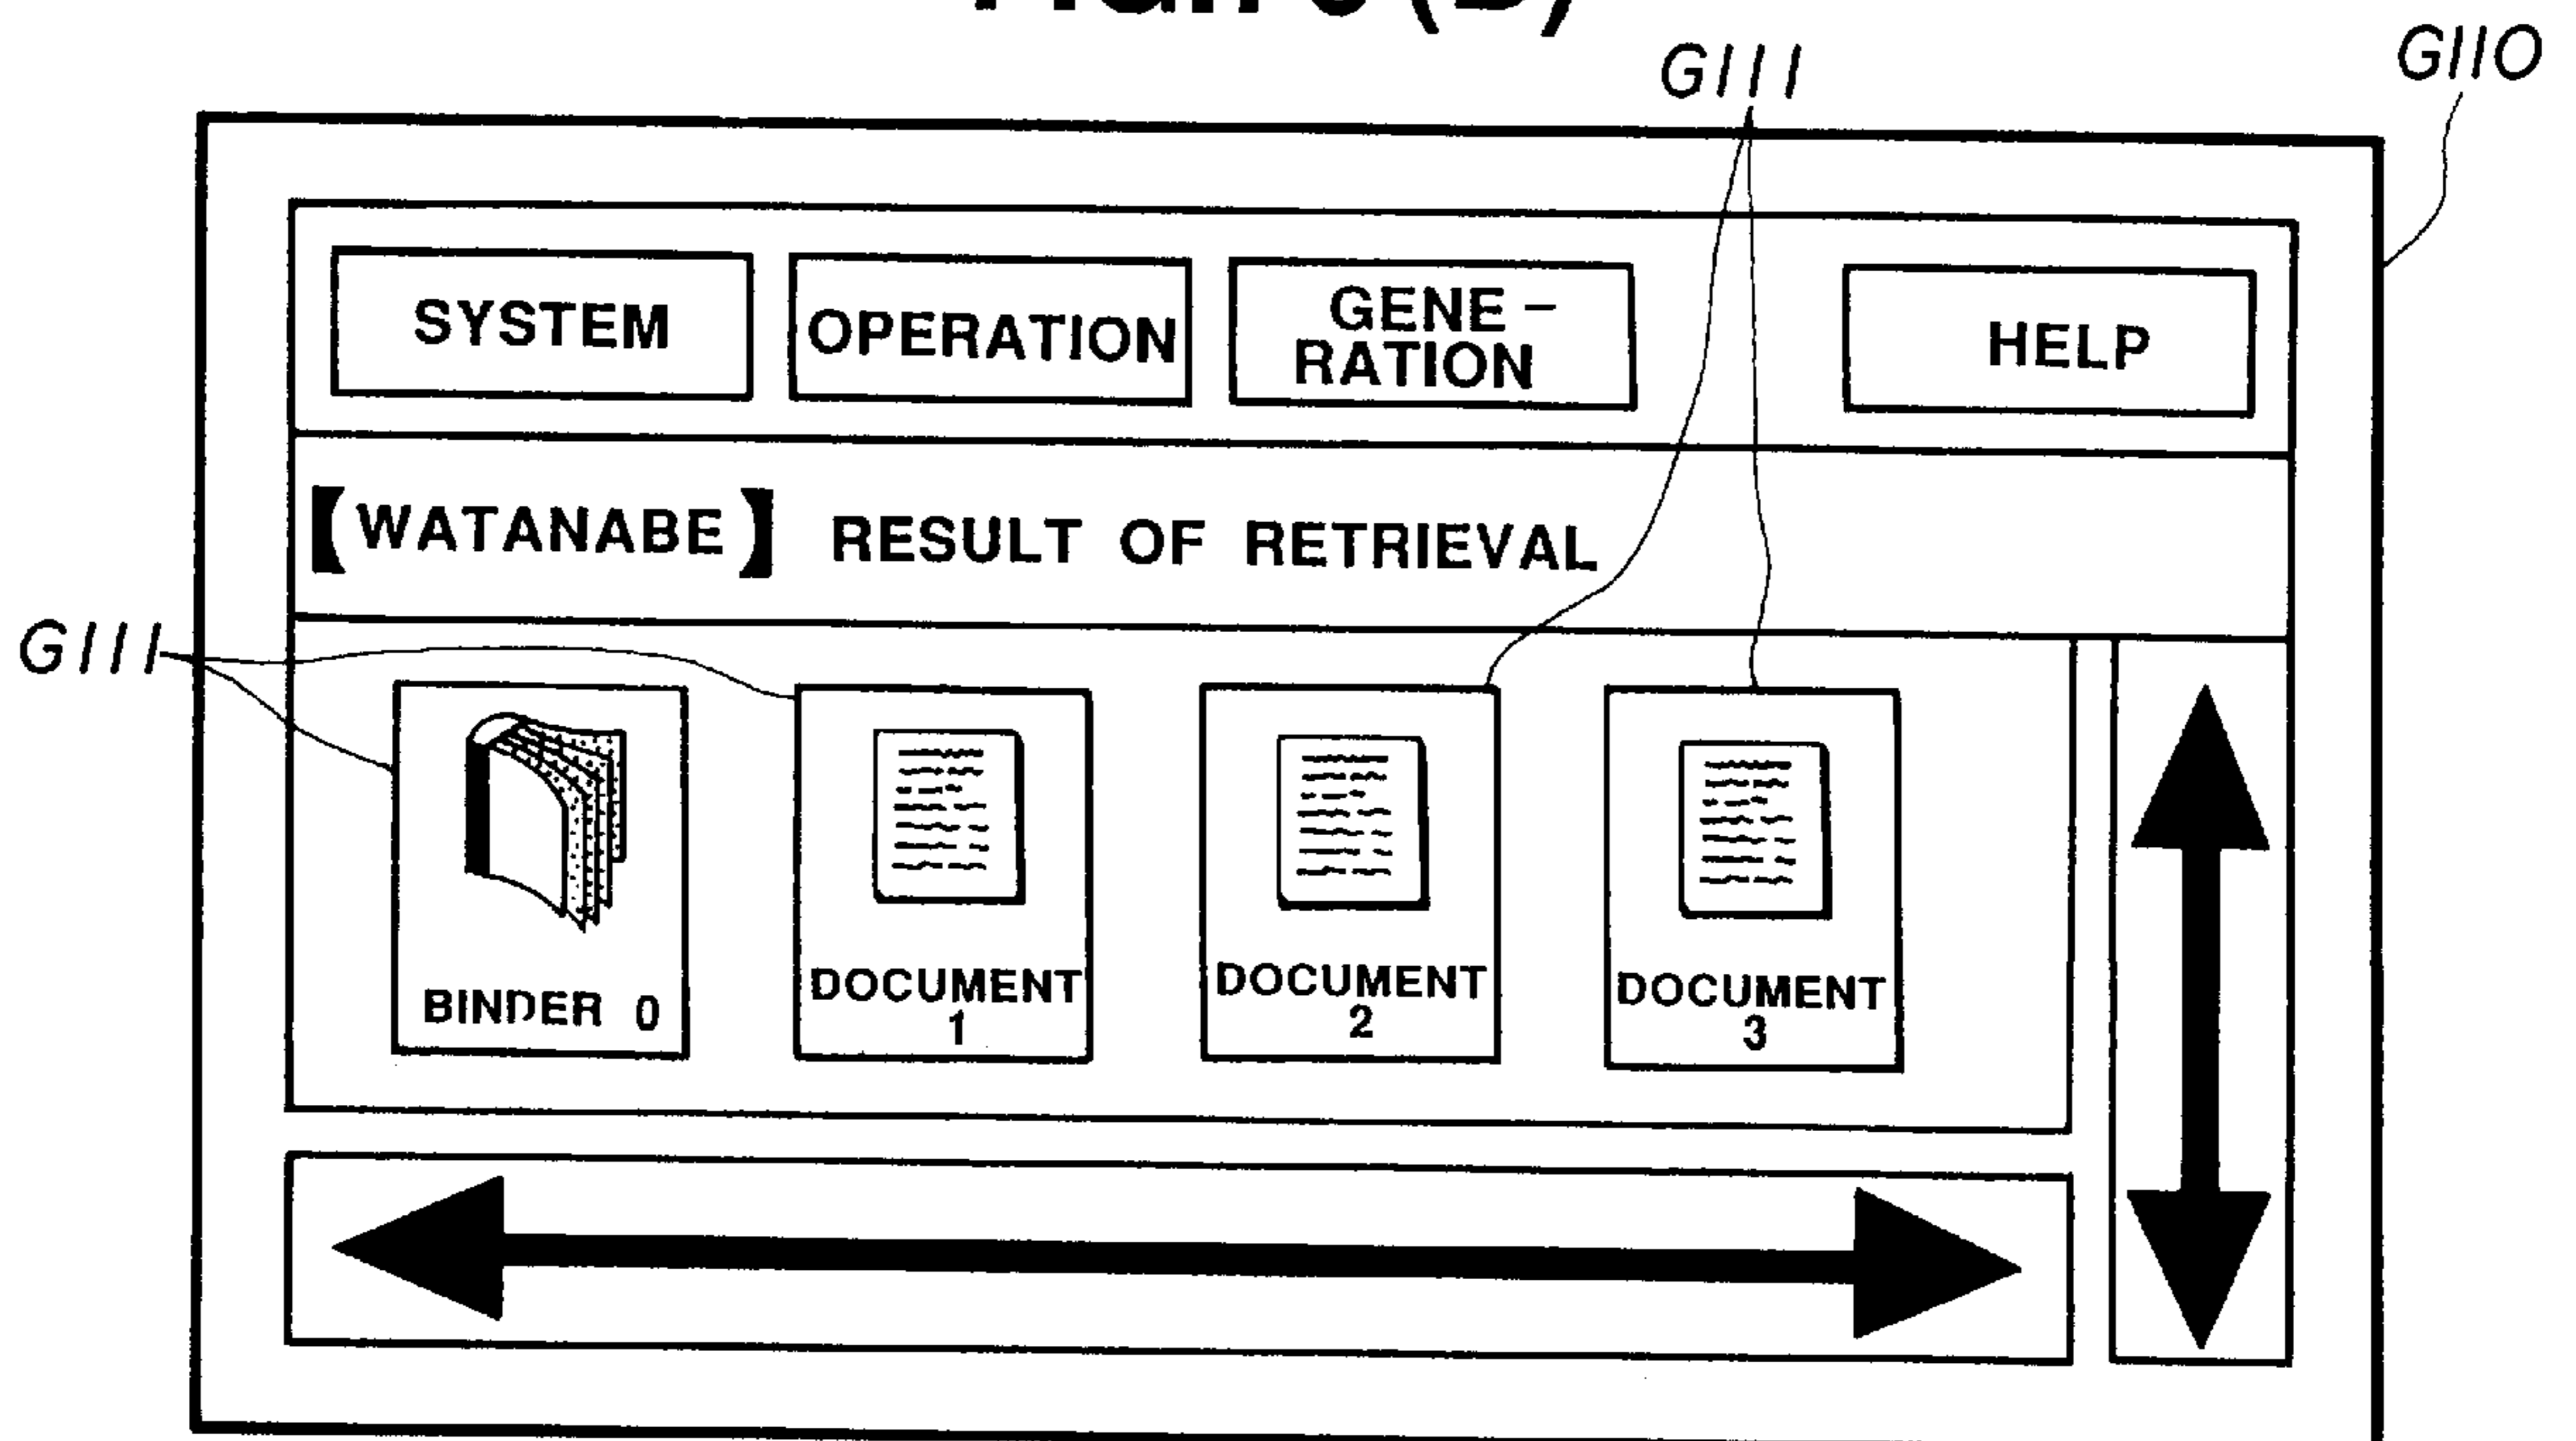 G111
G110
SYSTEM
OPERATION
GENE-
RATION
HELP
【WATANABE】 RESULT OF RETRIEVAL
G111
BINDER 0
DOCUMENT
1
DOCUMENT
2
DOCUMENT
3